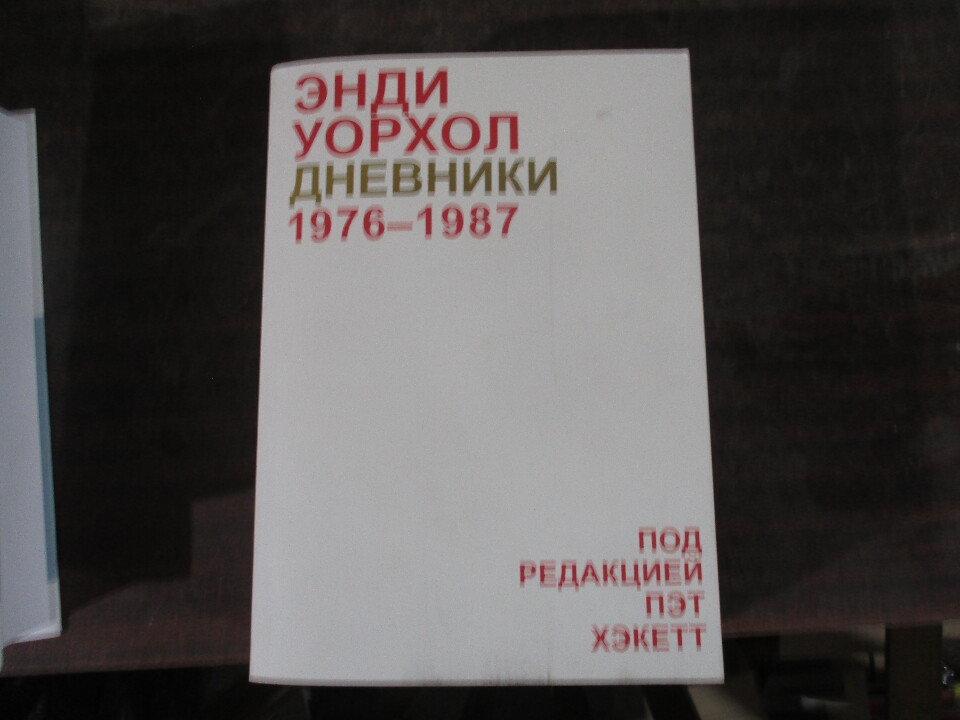 ЭНДИ
УОРХОЛ
ДНЕВНИКИ
1976–1987
ПОД
РЕДАКЦИЕЙ
ПЭТ
ХЭКЕТТ